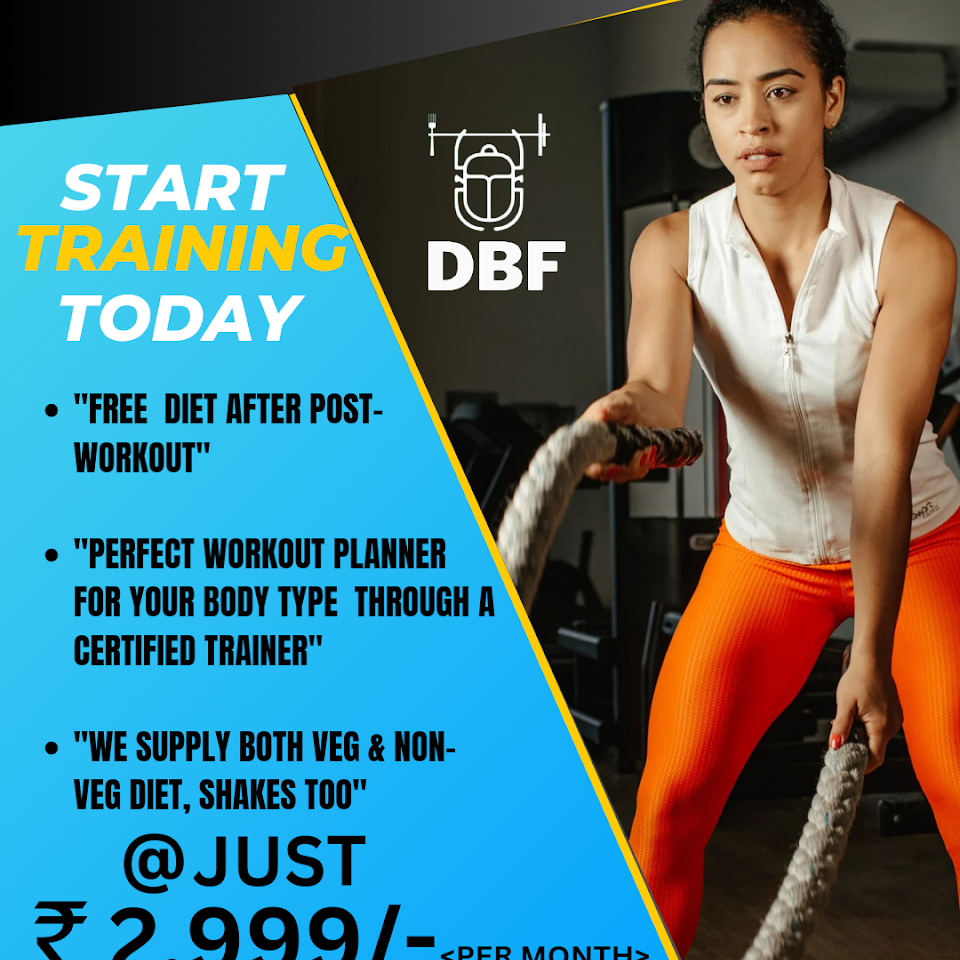 START
TRAINING
TODAY
DBF
• "FREE DIET AFTER POST-
WORKOUT"
• "PERFECT WORKOUT PLANNER
FOR YOUR BODY TYPE THROUGH A
CERTIFIED TRAINER"
• "WE SUPPLY BOTH VEG & NON-
VEG DIET, SHAKES TOO"
@JUST
₹ 2,999/-<PER MONTH>